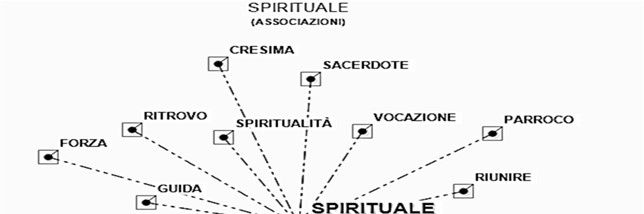 SPIRITUALE
(ASSOCIAZIONI)
CRESIMA
SACERDOTE
RITROVO
SPIRITUALITÀ
VOCAZIONE
PARROCO
FORZA
GUIDA
RIUNIRE
SPIRITUALE